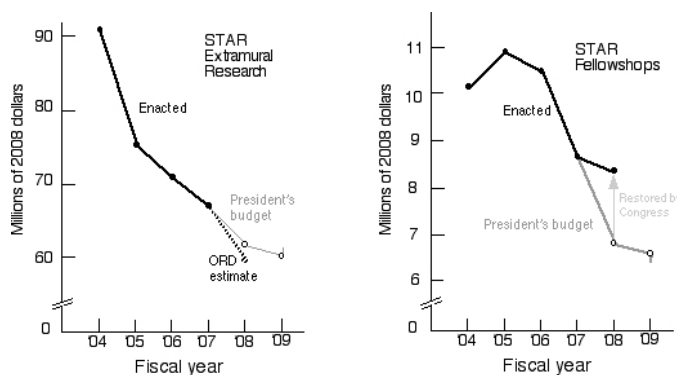 STAR
Extramural
Research
90
80
70
60
0
Millions of 2008 dollars
Enacted
President's
budget
ORD
estimate
'04 '05 '06 '07 '08 '09
Fiscal year
STAR
Fellowshops
11
10
9
8
7
6
0
Millions of 2008 dollars
Enacted
President's budget
Restored by
Congress
'04 '05 '06 '07 '08 '09
Fiscal year